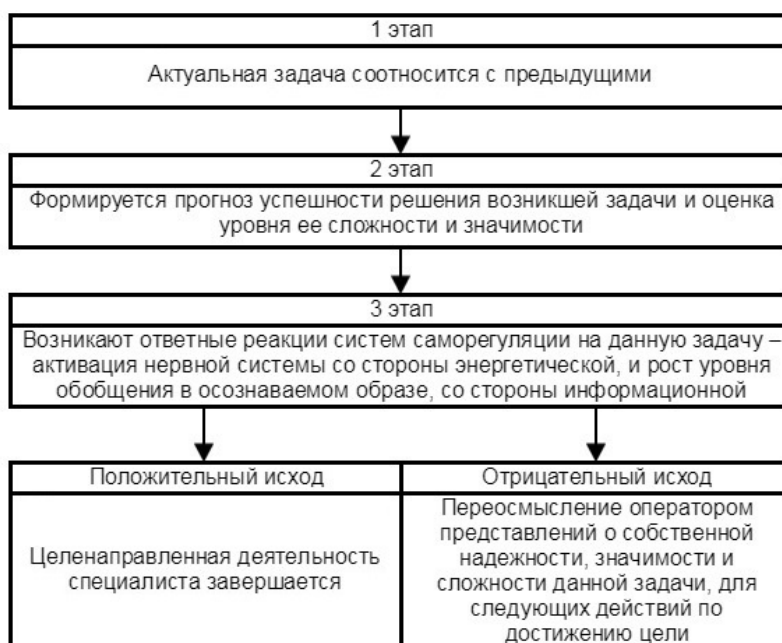 1 этап
Актуальная задача соотносится с предыдущими
2 этап
Формируется прогноз успешности решения возникшей задачи и оценка
уровня ее сложности и значимости
3 этап
Возникают ответные реакции систем саморегуляции на данную задачу –
активация нервной системы со стороны энергетической, и рост уровня
обобщения в осознаваемом образе, со стороны информационной
Положительный исход
Целенаправленная деятельность
специалиста завершается
Отрицательный исход
Переосмысление оператором
представлений о собственной
надежности, значимости и
сложности данной задачи, для
следующих действий по
достижению цели